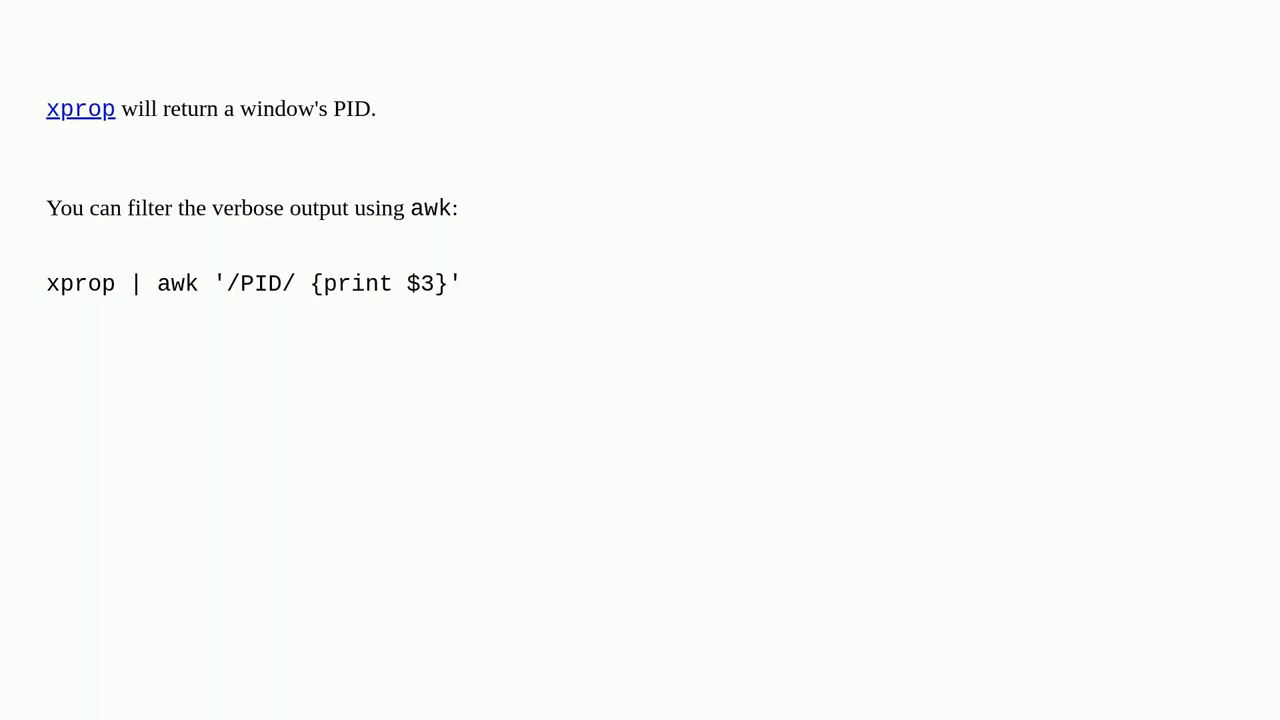 xprop will return a window's PID.
You can filter the verbose output using awk:
xprop | awk '/PID/ {print $3}'